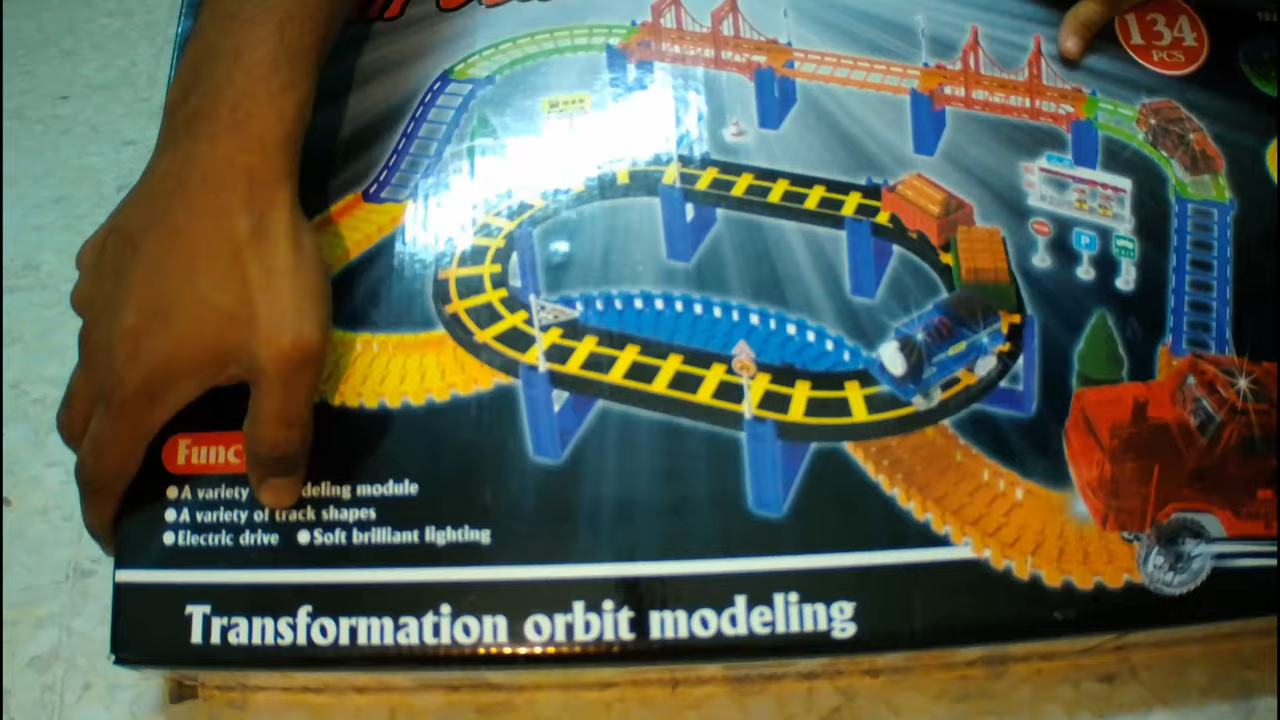 134
PCS
P
Func
A variety deling module
A variety of track shapes
Electric drive Soft brilliant lighting
Transformation orbit modeling